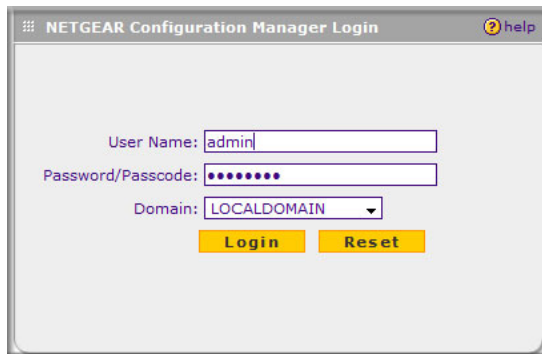 NETGEAR Configuration Manager Login ? help
User Name: admin
Password/Passcode: ••••••••
Domain: LOCALDOMAIN
Login Reset